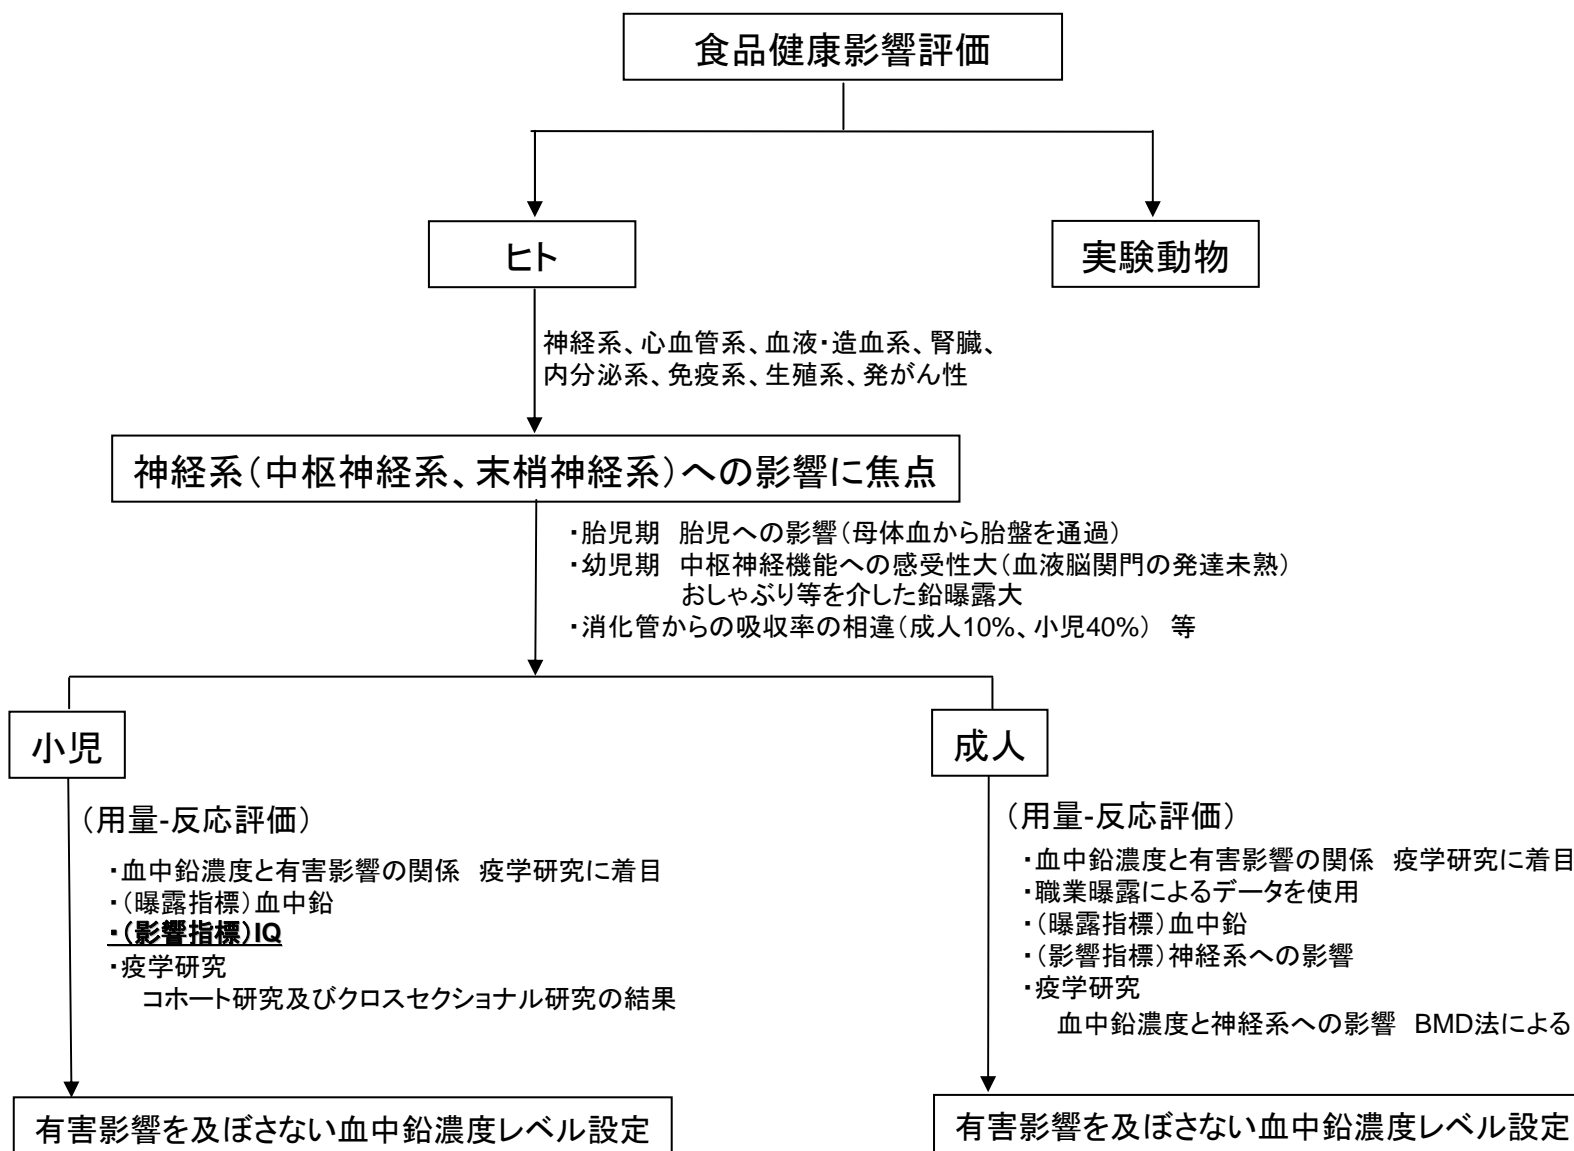 食品健康影響評価
ヒト
実験動物
神経系、心血管系、血液・造血系、腎臓、
内分泌系、免疫系、生殖系、発がん性
神経系（中枢神経系、末梢神経系）への影響に焦点
・胎児期　胎児への影響（母体血から胎盤を通過）
・幼児期　中枢神経機能への感受性大（血液脳関門の発達未熟）
おしゃぶり等を介した鉛曝露大
・消化管からの吸収率の相違（成人10%、小児40%）　等
小児
（用量-反応評価）
・血中鉛濃度と有害影響の関係　疫学研究に着目
・（曝露指標）血中鉛
・（影響指標）IQ
・疫学研究
コホート研究及びクロスセクショナル研究の結果
有害影響を及ぼさない血中鉛濃度レベル設定
成人
（用量-反応評価）
・血中鉛濃度と有害影響の関係　疫学研究に着目
・職業曝露によるデータを使用
・（曝露指標）血中鉛
・（影響指標）神経系への影響
・疫学研究
血中鉛濃度と神経系への影響　BMD法による
有害影響を及ぼさない血中鉛濃度レベル設定